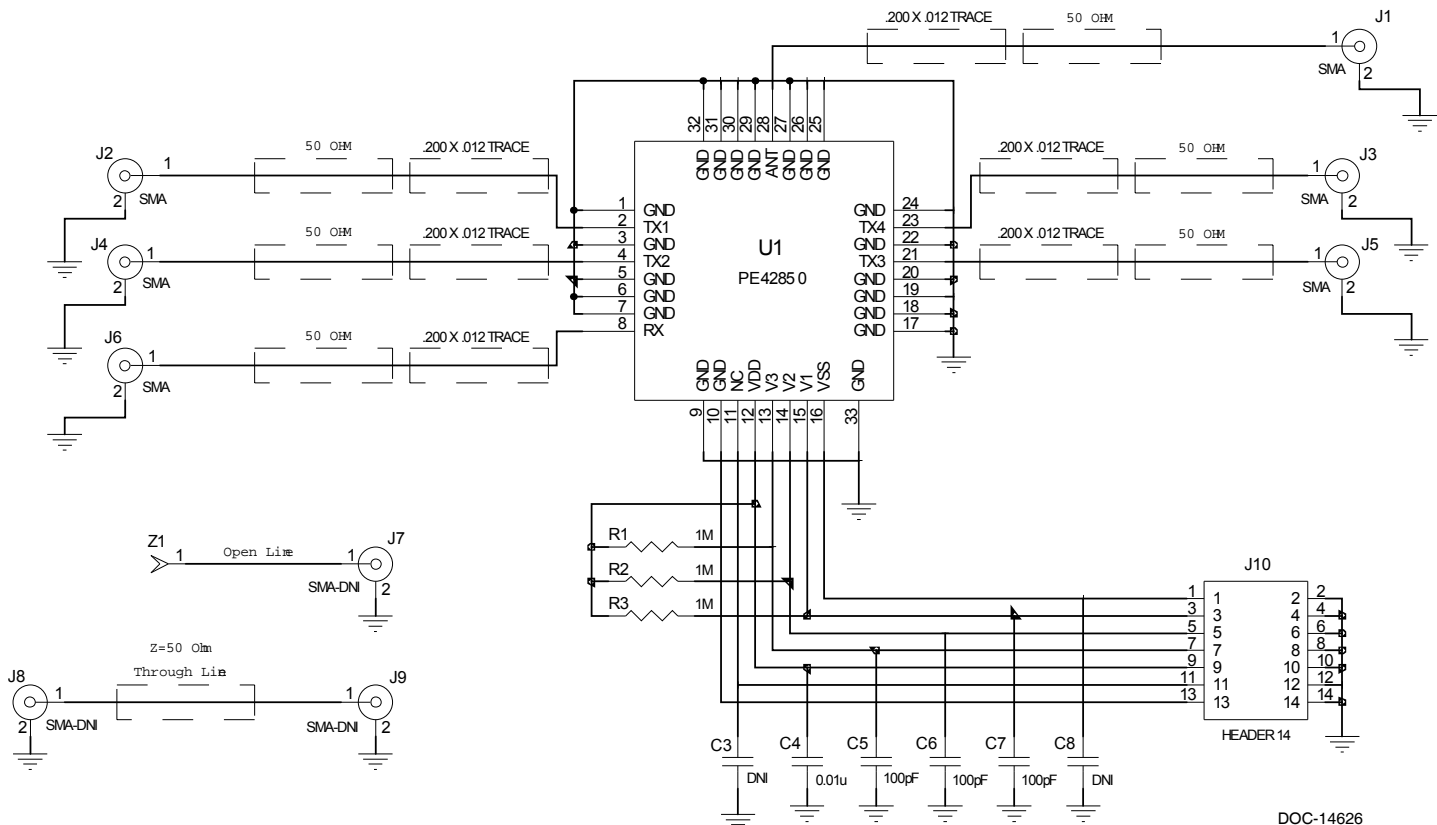 .200 X .012 TRACE
50 OHM
J1
1
SMA
2
32
31
30
29
28
27
26
25
GND
GND
GND
GND
ANT
GND
GND
GND
J2
1
50 OHM
.200 X .012 TRACE
2
SMA
J4
1
50 OHM
.200 X .012 TRACE
2
SMA
J6
1
50 OHM
.200 X .012 TRACE
2
SMA
1 GND
2 TX1
3 GND
4 TX2
5 GND
6 GND
7 GND
8 RX
U1
PE42850
GND 24
TX4 23
GND 22
TX3 21
GND 20
GND 19
GND 18
GND 17
.200 X .012 TRACE
50 OHM
J3
1
SMA
2
.200 X .012 TRACE
50 OHM
J5
1
SMA
2
GND
GND
NC
VDD
V3
V2
V1
VSS
GND
9
10
11
12
13
14
15
16
33
R1 1M
R2 1M
R3 1M
Z1
1
Open Line
1
J7
SMA-DNI
2
Z=50 Ohm
Through Line
J8
1
2
SMA-DNI
1
J9
SMA-DNI
2
J10
1 1 2 2
3 3 4 4
5 5 6 6
7 7 8 8
9 9 10 10
11 11 12 12
13 13 14 14
HEADER 14
C3
DNI
C4
0.01u
C5
100pF
C6
100pF
C7
100pF
C8
DNI
DOC-14626